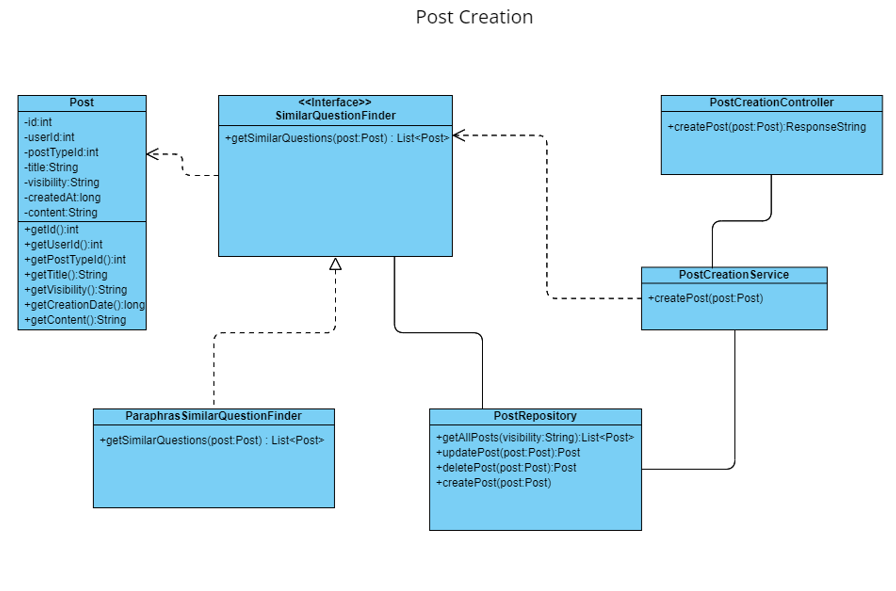 Post Creation
Post
-id:int
-userId:int
-postTypeId:int
-title:String
-visibility:String
-createdAt:long
-content:String
+getId():int
+getUserId():int
+getPostTypeId():int
+getTitle():String
+getVisibility():String
+getCreationDate():long
+getContent():String
<<Interface>>
SimilarQuestionFinder
+getSimilarQuestions(post:Post) : List<Post>
PostCreationController
+createPost(post:Post):ResponseString
PostCreationService
+createPost(post:Post)
ParaphrasSimilarQuestionFinder
+getSimilarQuestions(post:Post) : List<Post>
PostRepository
+getAllPosts(visibility:String):List<Post>
+updatePost(post:Post):Post
+deletePost(post:Post):Post
+createPost(post:Post)